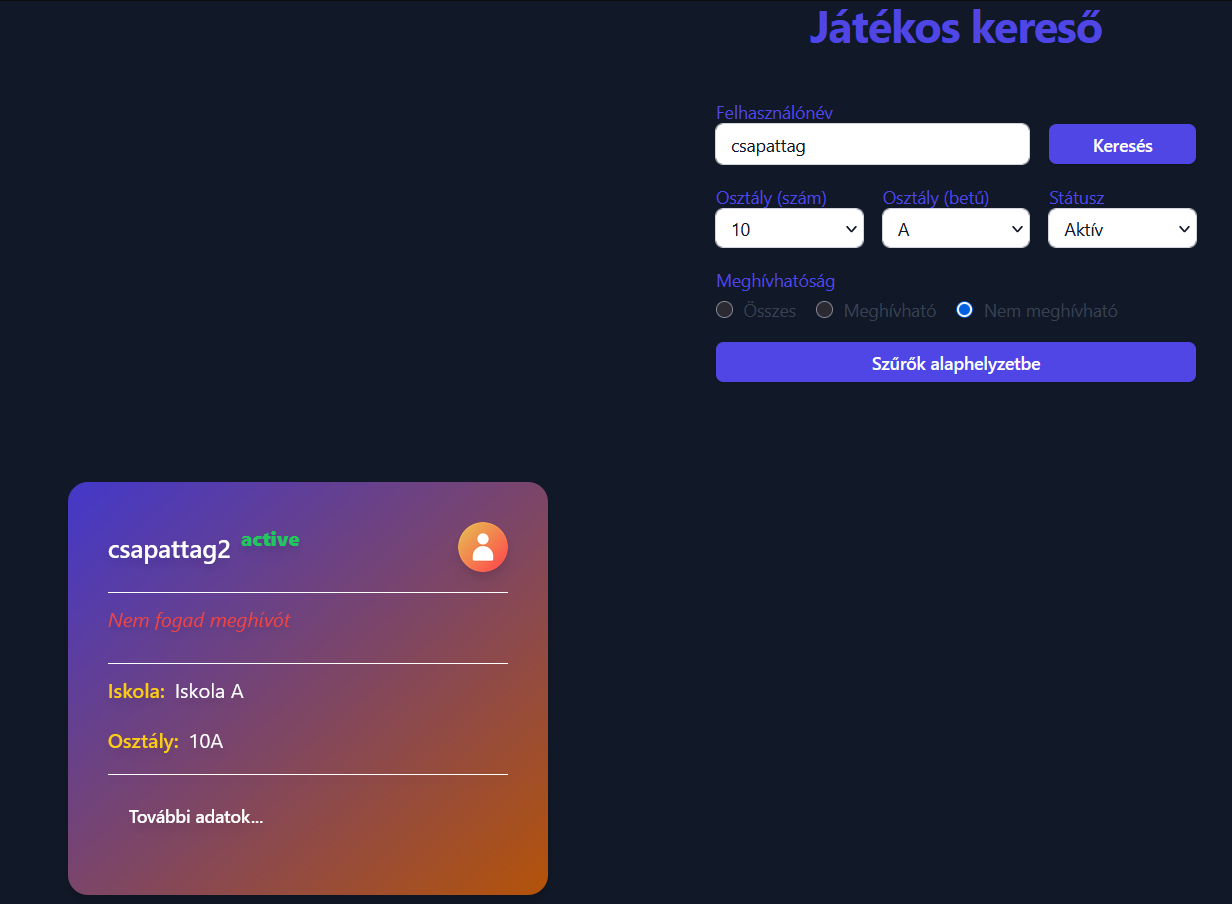 Játékos kereső
Felhasználónév
csapattag
Keresés
Osztály (szám) Osztály (betű) Státusz
10 A Aktív
Meghívhatóság
Összes Meghívható Nem meghívható
Szűrők alaphelyzetbe
csapattag2 active
Nem fogad meghívót
Iskola: Iskola A
Osztály: 10A
További adatok...